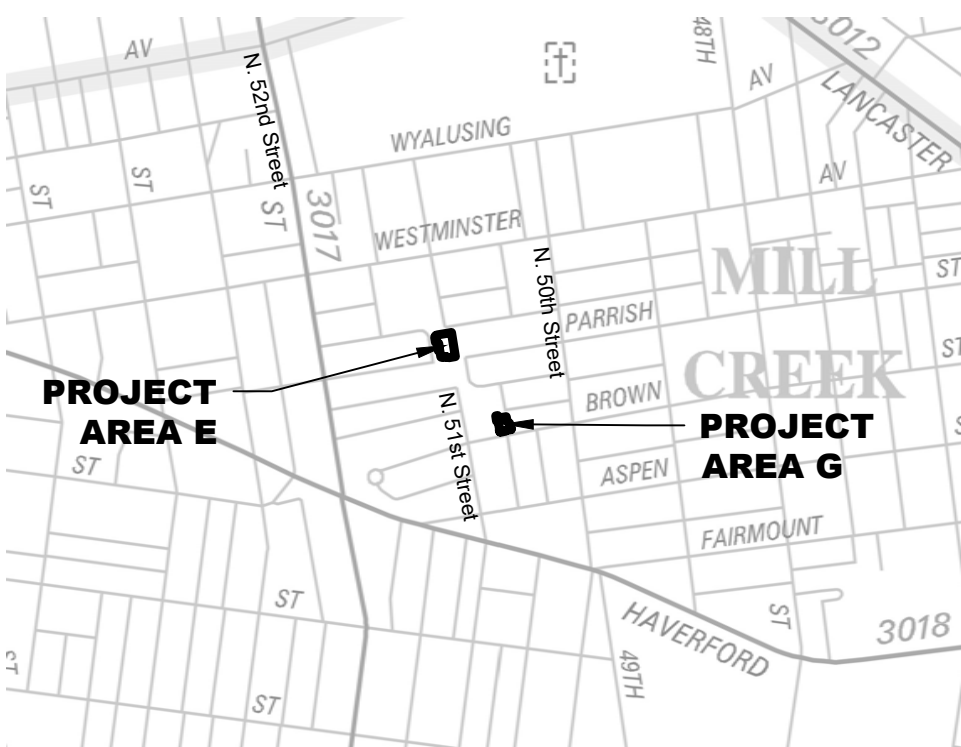 AV
N. 52nd Street
48TH
3012
AV
LANCASTER
WYALUSING
AV
ST
ST
ST
3017
WESTMINSTER
N. 50th Street
MILL
ST
PARRISH
CREEK
ST
PROJECT
AREA E
BROWN
N. 51st Street
PROJECT
AREA G
ST
ASPEN
FAIRMOUNT
ST
ST
HAVERFORD
3018
49TH
ST
ST